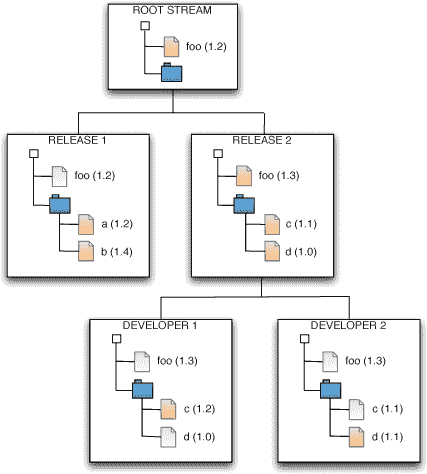 ROOT STREAM
foo (1.2)
RELEASE 1
foo (1.2)
a (1.2)
b (1.4)
RELEASE 2
foo (1.3)
c (1.1)
d (1.0)
DEVELOPER 1
foo (1.3)
c (1.2)
d (1.0)
DEVELOPER 2
foo (1.3)
c (1.1)
d (1.1)